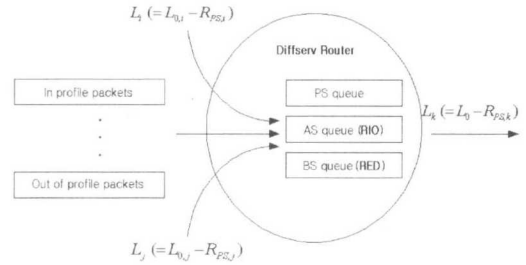 L_i (= L_{0,i} − R_{PS,i})
Diffserv Router
In profile packets
PS queue
AS queue (RIO)
L_k (= L_0 − R_{PS,k})
BS queue (RED)
Out of profile packets
L_j (= L_{0,j} − R_{PS,j})